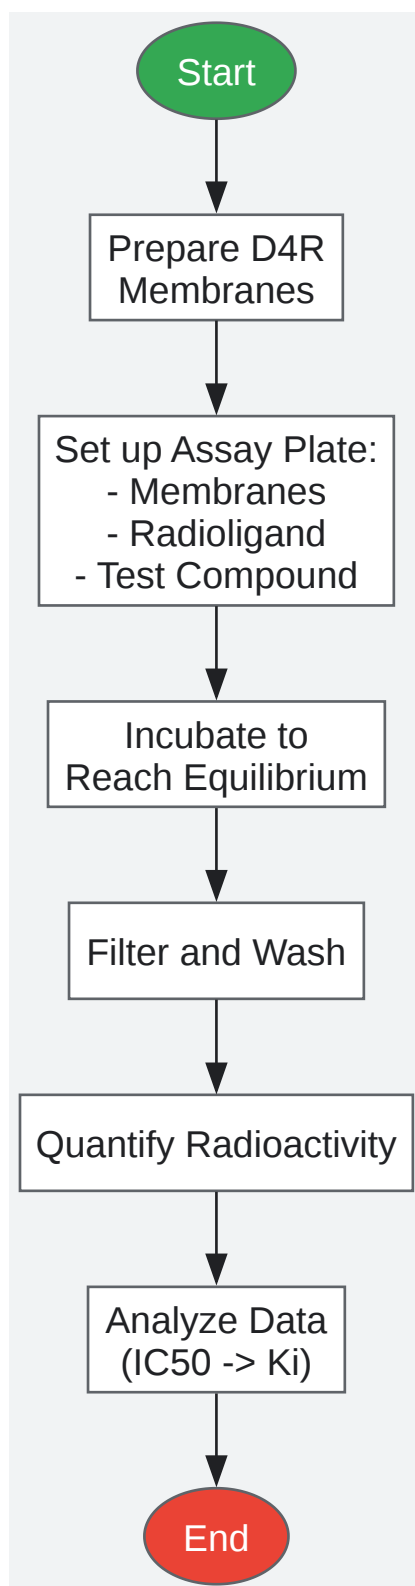 Start
Prepare D4R
Membranes
Set up Assay Plate:
- Membranes
- Radioligand
- Test Compound
Incubate to
Reach Equilibrium
Filter and Wash
Quantify Radioactivity
Analyze Data
(IC50 -> Ki)
End